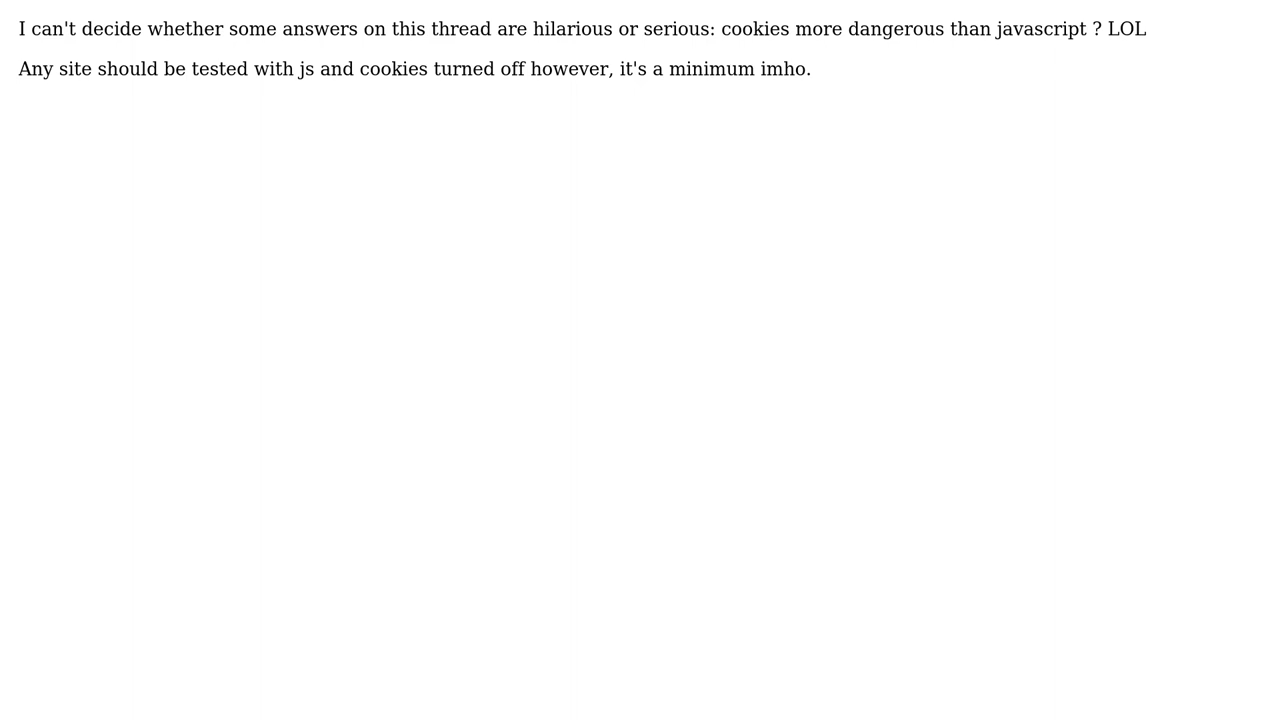 I can't decide whether some answers on this thread are hilarious or serious: cookies more dangerous than javascript ? LOL
Any site should be tested with js and cookies turned off however, it's a minimum imho.